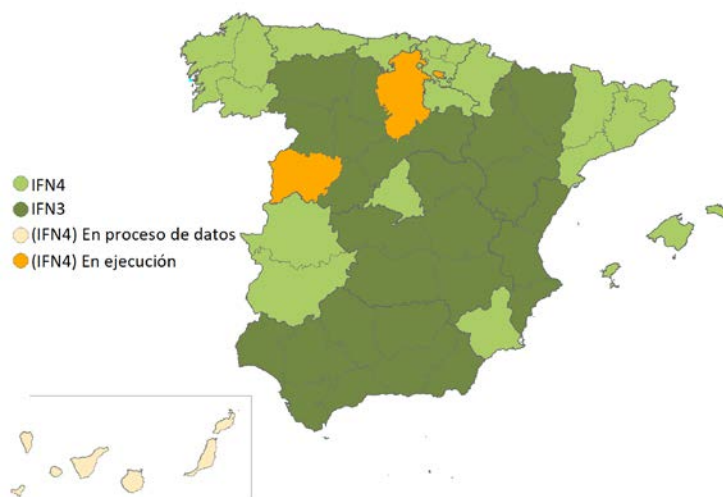 IFN4
IFN3
(IFN4) En proceso de datos
(IFN4) En ejecución